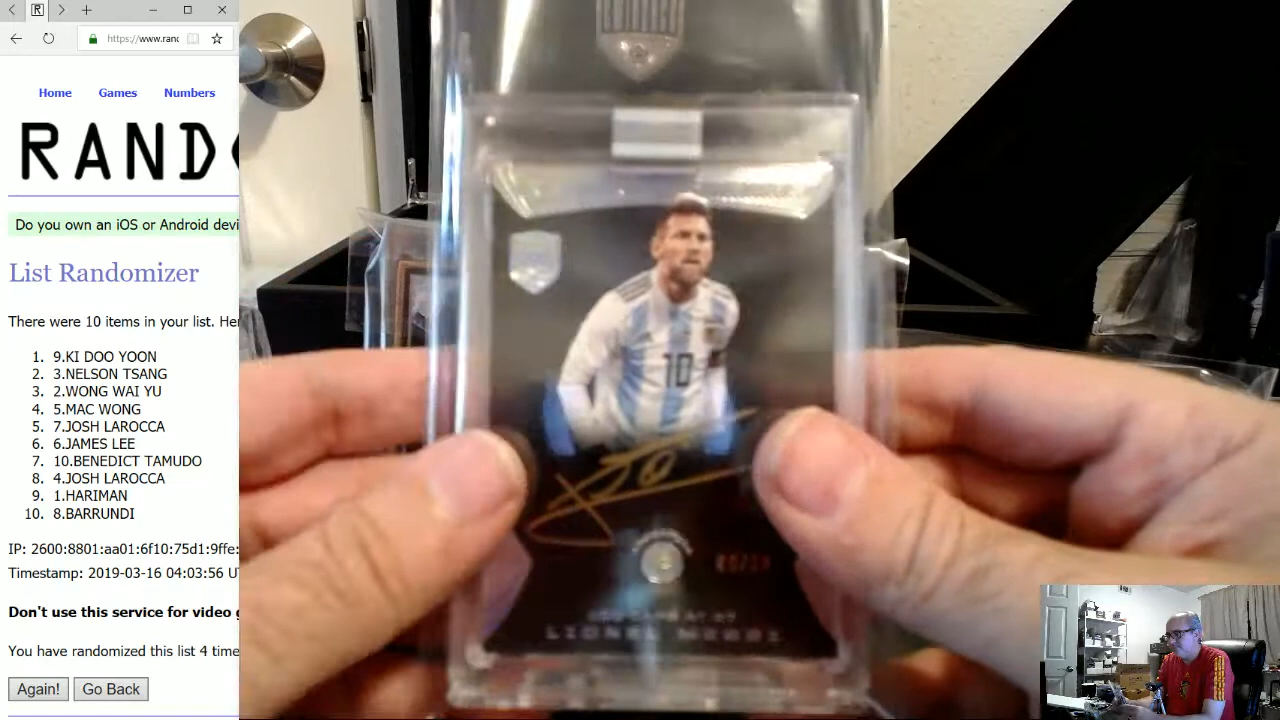 https://www.ranc
Home Games Numbers
RAND
Do you own an iOS or Android devi
List Randomizer
There were 10 items in your list. Her
1. 9.KI DOO YOON
2. 3.NELSON TSANG
3. 2.WONG WAI YU
4. 5.MAC WONG
5. 7.JOSH LAROCCA
6. 6.JAMES LEE
7. 10.BENEDICT TAMUDO
8. 4.JOSH LAROCCA
9. 1.HARIMAN
10. 8.BARRUNDI
IP: 2600:8801:aa01:6f10:75d1:9ffe:
Timestamp: 2019-03-16 04:03:56 U
Don't use this service for video g
You have randomized this list 4 time
Again! Go Back
10
LIONEL MESSI